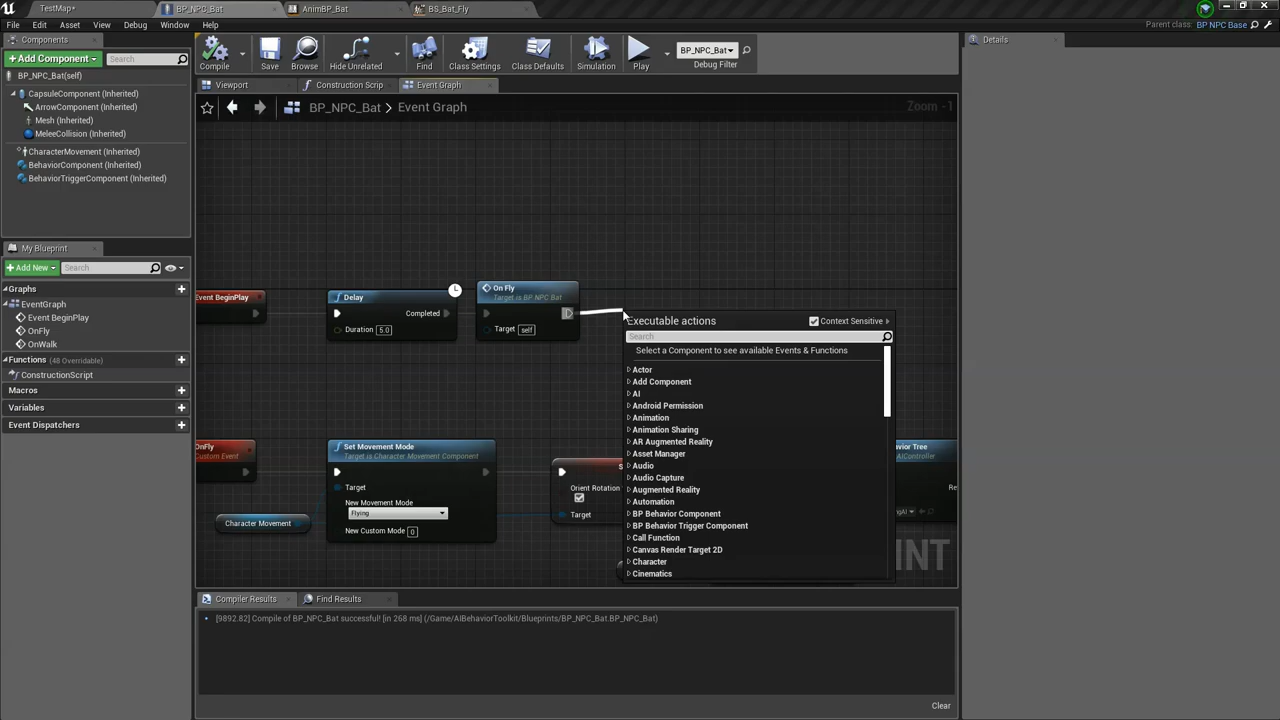 TestMap*
BP_NPC_Bat
AnimBP_Bat
BS_Bat_Fly
File
Edit
Asset
View
Debug
Window
Help
Parent class:
BP NPC Base
Components
+ Add Component
Search
BP_NPC_Bat(self)
CapsuleComponent (Inherited)
ArrowComponent (Inherited)
Mesh (Inherited)
MeleeCollision (Inherited)
CharacterMovement (Inherited)
BehaviorComponent (Inherited)
BehaviorTriggerComponent (Inherited)
Compile
Save
Browse
Hide Unrelated
Find
Class Settings
Class Defaults
Simulation
Play
BP_NPC_Bat
Debug Filter
Details
Viewport
Construction Scrip
Event Graph
BP_NPC_Bat > Event Graph
Zoom -1
My Blueprint
+ Add New
Search
Graphs
EventGraph
Event BeginPlay
OnFly
OnWalk
Functions (48 Overridable)
ConstructionScript
Macros
Variables
Event Dispatchers
Event BeginPlay
Delay
Completed
Duration 5.0
On Fly
Target is BP NPC Bat
Target self
Executable actions
Context Sensitive
Search
Select a Component to see available Events & Functions
Actor
Add Component
AI
Android Permission
Animation
Animation Sharing
AR Augmented Reality
Asset Manager
Audio
Audio Capture
Augmented Reality
Automation
BP Behavior Component
BP Behavior Trigger Component
Call Function
Canvas Render Target 2D
Character
Cinematics
OnFly
Custom Event
Character Movement
Set Movement Mode
Target is Character Movement Component
Target
New Movement Mode
Flying
New Custom Mode 0
Orient Rotation
Target
avior Tree
AIController
Re
ngAI
INT
Compiler Results
Find Results
[9892.82] Compile of BP_NPC_Bat successful! [in 268 ms] (/Game/AIBehaviorToolkit/Blueprints/BP_NPC_Bat.BP_NPC_Bat)
Clear